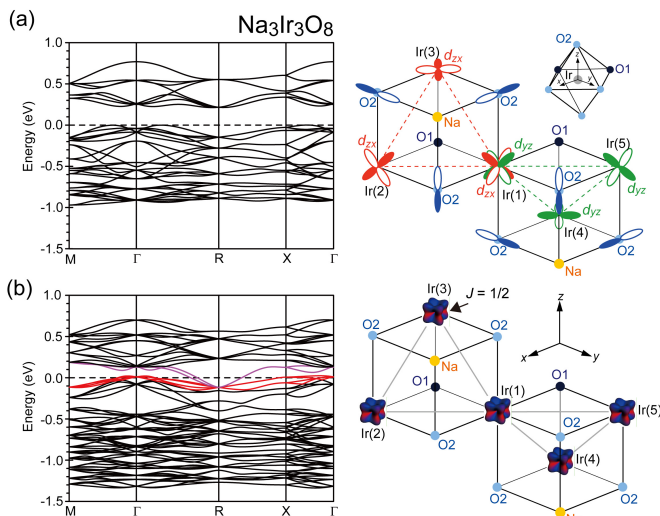 (a)
Na3Ir3O8
Energy (eV)
1.0
0.5
0.0
-0.5
-1.0
M Γ R X Γ
Ir(3)
dzx
O2
O2
Na
O1
dzx
Ir(2)
O2
dzx
Ir(1)
dyz
O1
Ir(5)
dyz
O2
Ir(4)
dyz
O2
O2
Na
O2
O1
Ir
z
x
y
(b)
Energy (eV)
1.0
0.5
0.0
-0.5
-1.0
-1.5
M Γ R X Γ
Ir(3)
J = 1/2
O2
O2
Na
O1
Ir(1)
O1
Ir(2)
O2
Ir(5)
O2
Ir(4)
O2
O2
z
x
y